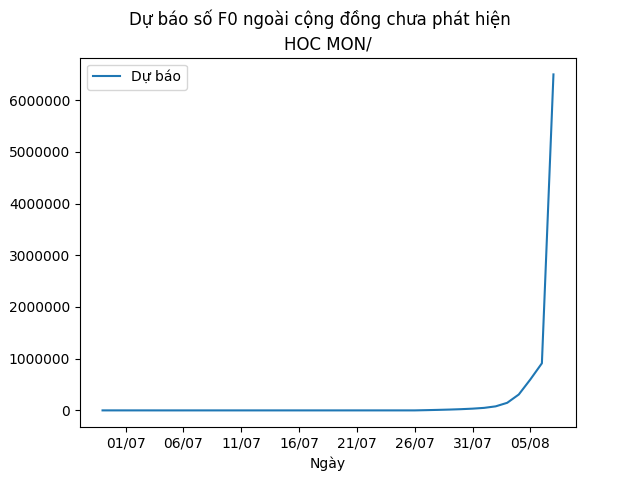 Dự báo số F0 ngoài cộng đồng chưa phát hiện
HOC MON/
Dự báo
6000000
5000000
4000000
3000000
2000000
1000000
0
01/07 06/07 11/07 16/07 21/07 26/07 31/07 05/08
Ngày